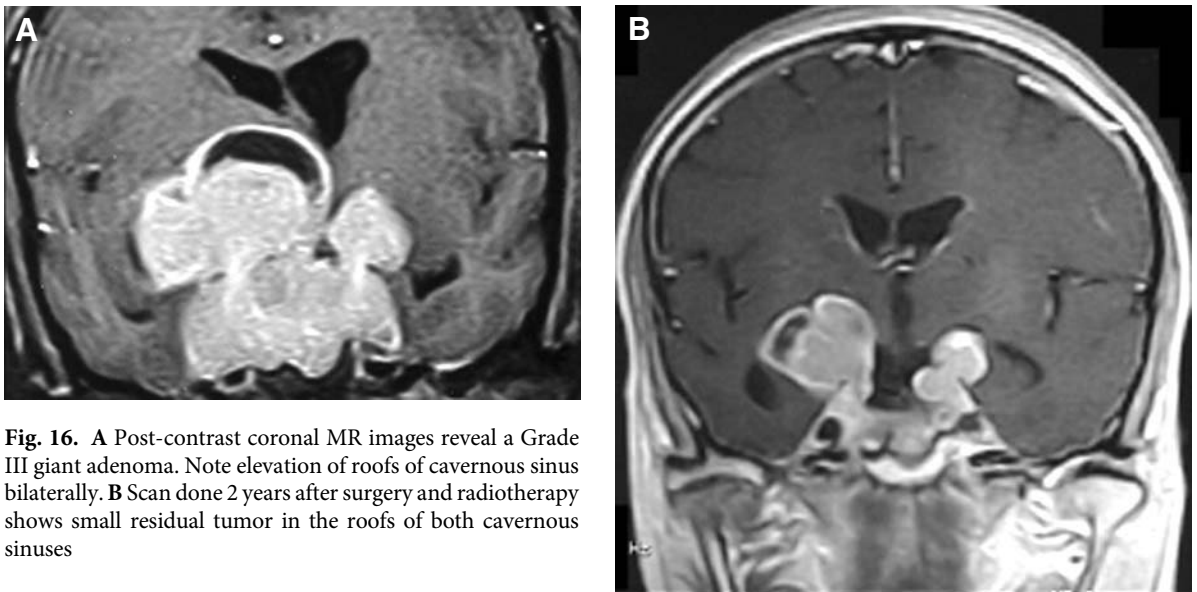 A
B
Fig. 16. A Post-contrast coronal MR images reveal a Grade
III giant adenoma. Note elevation of roofs of cavernous sinus
bilaterally. B Scan done 2 years after surgery and radiotherapy
shows small residual tumor in the roofs of both cavernous
sinuses